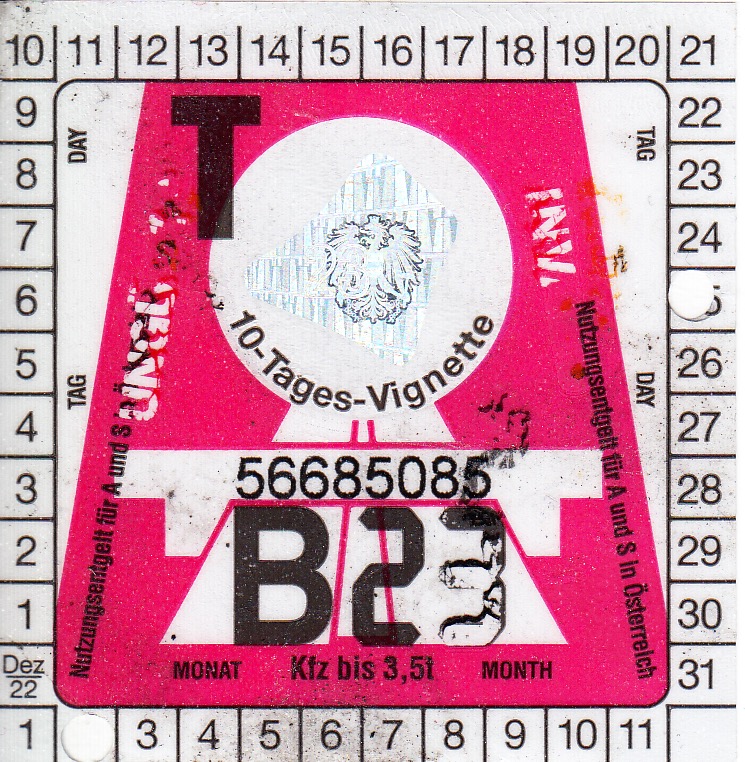 10 11 12 13 14 15 16 17 18 19 20 21
9 22
8 23
7 24
6 5
5 26
4 27
3 28
2 29
1 30
Dez 22 31
1 3 4 5 6 7 8 9 10 11
DAY
TAG
T
TAG
DAY
10-Tages-Vignette
56685085
B23
Nutzungsentgelt für A und S in
Nutzungsentgelt für A und S in Österreich
MONAT Kfz bis 3,5t MONTH